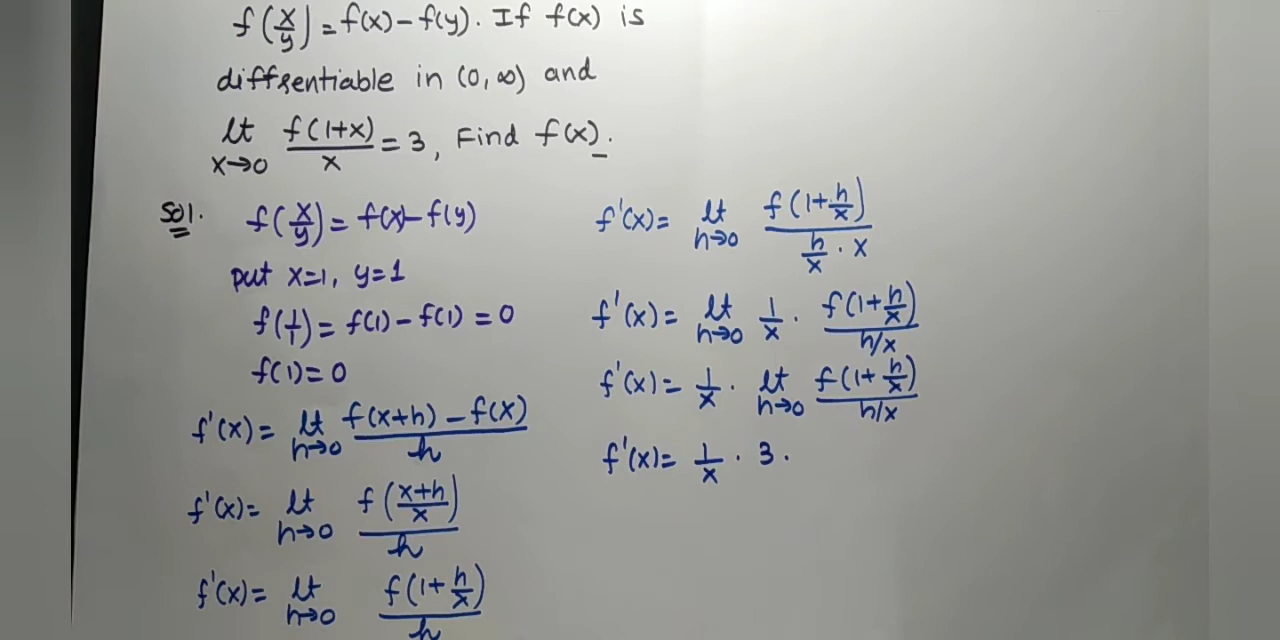 f(x/y) = f(x) - f(y). If f(x) is
diffrentiable in (0, ∞) and
lt x→0 f(1+x)/x = 3, Find f(x).
Sol. f(x/y) = f(x) - f(y)
put x=1, y=1
f(1/1) = f(1) - f(1) = 0
f(1) = 0
f'(x) = lt h→0 f(x+h) - f(x)/h
f'(x) = lt h→0 f(x+h/x)/h
f'(x) = lt h→0 f(1+h/x)/h
f'(x) = lt h→0 f(1+h/x)/h/x · x
f'(x) = lt h→0 1/x · f(1+h/x)/h/x
f'(x) = 1/x · lt h→0 f(1+h/x)/h/x
f'(x) = 1/x · 3.